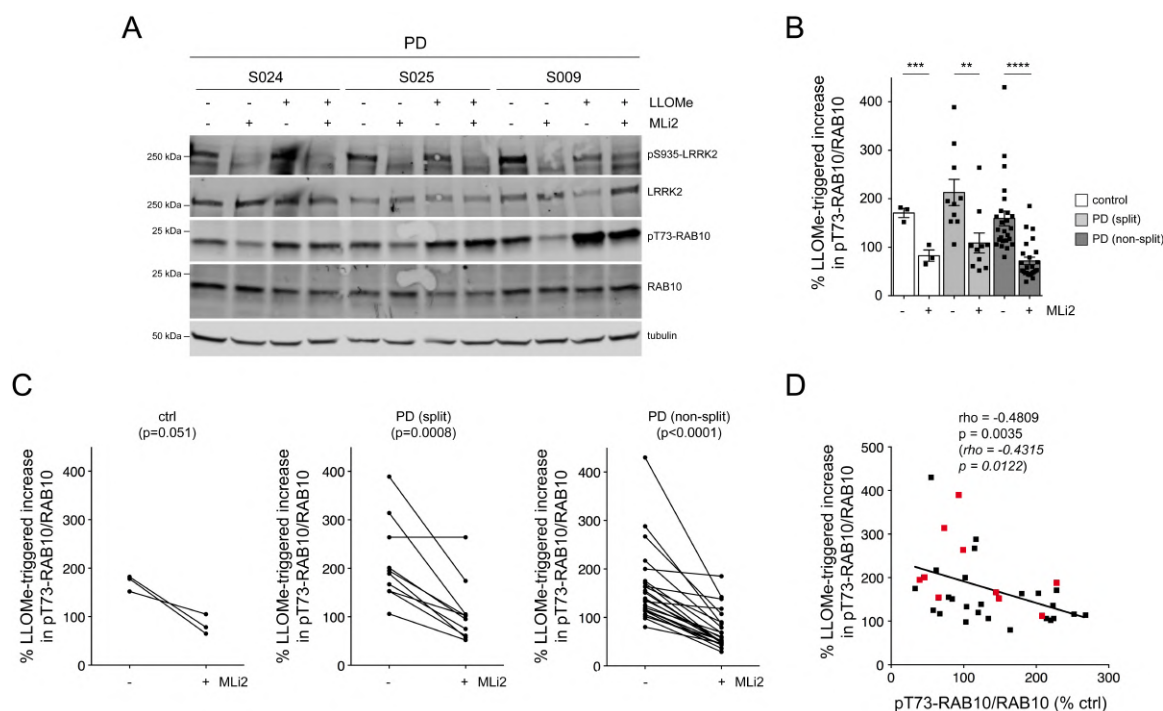 A
PD
S024 S025 S009
- - + + - - + + - - + + LLOMe
- + - + - + - + - + - + MLi2
250 kDa pS935-LRRK2
250 kDa LRRK2
25 kDa pT73-RAB10
25 kDa RAB10
50 kDa tubulin
B
% LLOMe-triggered increase
in pT73-RAB10/RAB10
*** ** ****
400
300
200
100
0
- + - + - + MLi2
control
PD (split)
PD (non-split)
C
ctrl
(p=0.051)
% LLOMe-triggered increase
in pT73-RAB10/RAB10
400
300
200
100
0
- + MLi2
PD (split)
(p=0.0008)
% LLOMe-triggered increase
in pT73-RAB10/RAB10
400
300
200
100
0
- + MLi2
PD (non-split)
(p<0.0001)
% LLOMe-triggered increase
in pT73-RAB10/RAB10
400
300
200
100
0
- + MLi2
D
rho = -0.4809
p = 0.0035
(rho = -0.4315
p = 0.0122)
% LLOMe-triggered increase
in pT73-RAB10/RAB10
500
400
300
200
100
0
0 100 200 300
pT73-RAB10/RAB10 (% ctrl)